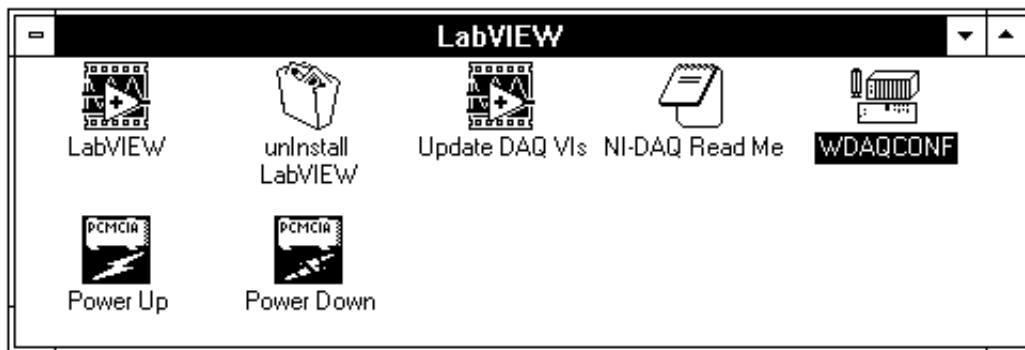 LabVIEW
LabVIEW
unInstall
LabVIEW
Update DAQ VIs
NI-DAQ Read Me
WDAQCONF
PCMCIA
Power Up
PCMCIA
Power Down